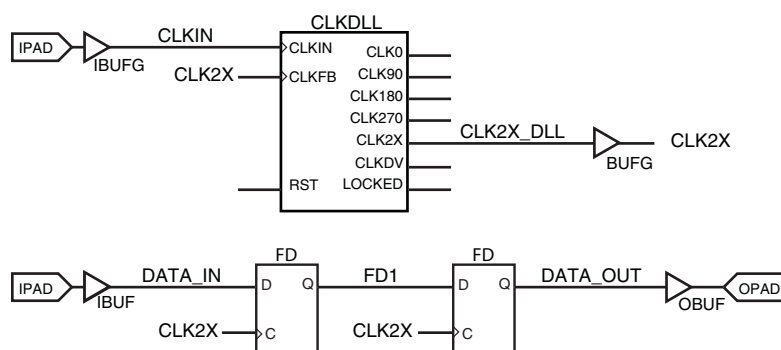 CLKDLL
IPAD
IBUFG
CLKIN
CLKIN
CLK0
CLK2X
CLKFB
CLK90
CLK180
CLK270
CLK2X
CLK2X_DLL
BUFG
CLK2X
CLKDV
RST
LOCKED
FD
FD
IPAD
IBUF
DATA_IN
D
Q
FD1
D
Q
DATA_OUT
OBUF
OPAD
CLK2X
C
CLK2X
C